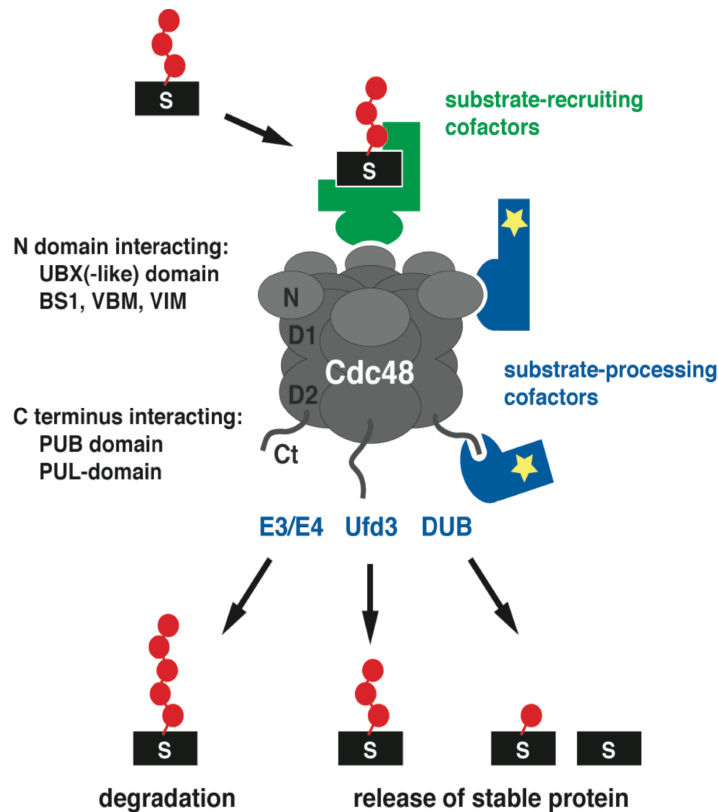 S
substrate-recruiting
cofactors
S
N domain interacting:
UBX(-like) domain
BS1, VBM, VIM
N
D1
Cdc48
D2
substrate-processing
cofactors
C terminus interacting:
PUB domain
PUL-domain
Ct
E3/E4 Ufd3 DUB
S S S S
degradation release of stable protein